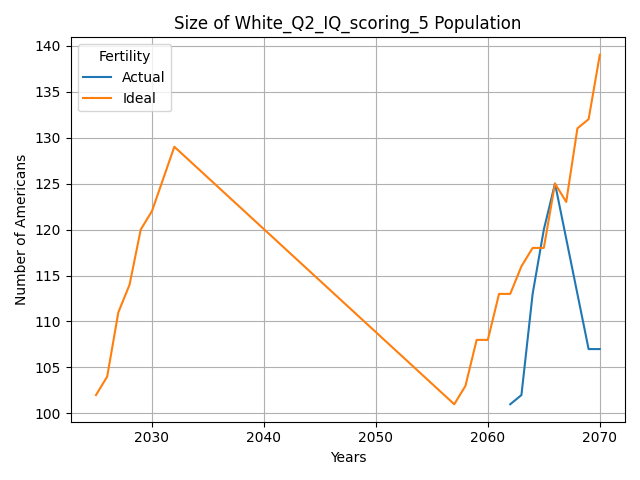 Size of White_Q2_IQ_scoring_5 Population
Fertility
Actual
Ideal
Number of Americans
140
135
130
125
120
115
110
105
100
2030
2040
2050
2060
2070
Years